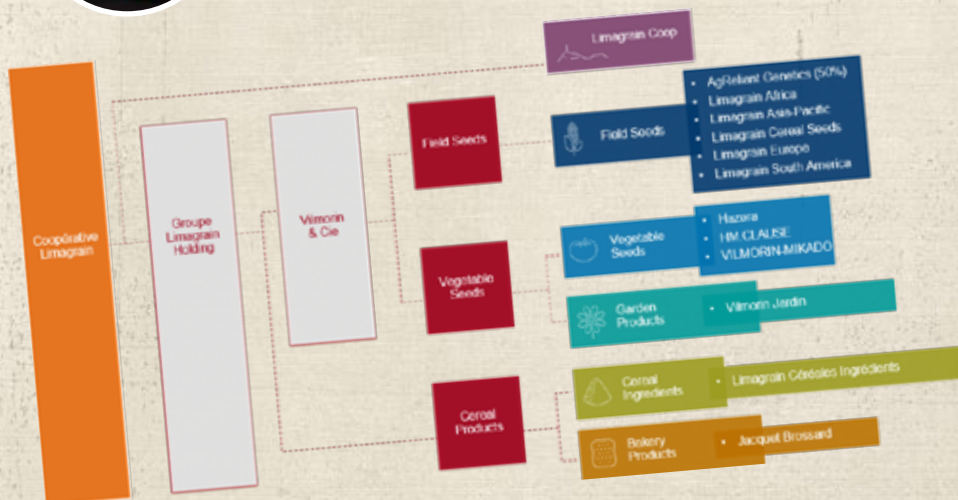 Limagrain Coop
Coopérative
Limagrain
Groupe
Limagrain
Holding
Vilmorin
& Cie
Field Seeds
Field Seeds
• AgReliant Genetics (50%)
• Limagrain Africa
• Limagrain Asia-Pacific
• Limagrain Cereal Seeds
• Limagrain Europe
• Limagrain South America
Vegetable
Seeds
Vegetable
Seeds
• Hazera
• HM.CLAUSE
• VILMORIN-MIKADO
Garden
Products
• Vilmorin Jardin
Cereal
Products
Cereal
Ingredients
• Limagrain Céréales Ingrédients
Bakery
Products
• Jacquet Brossard